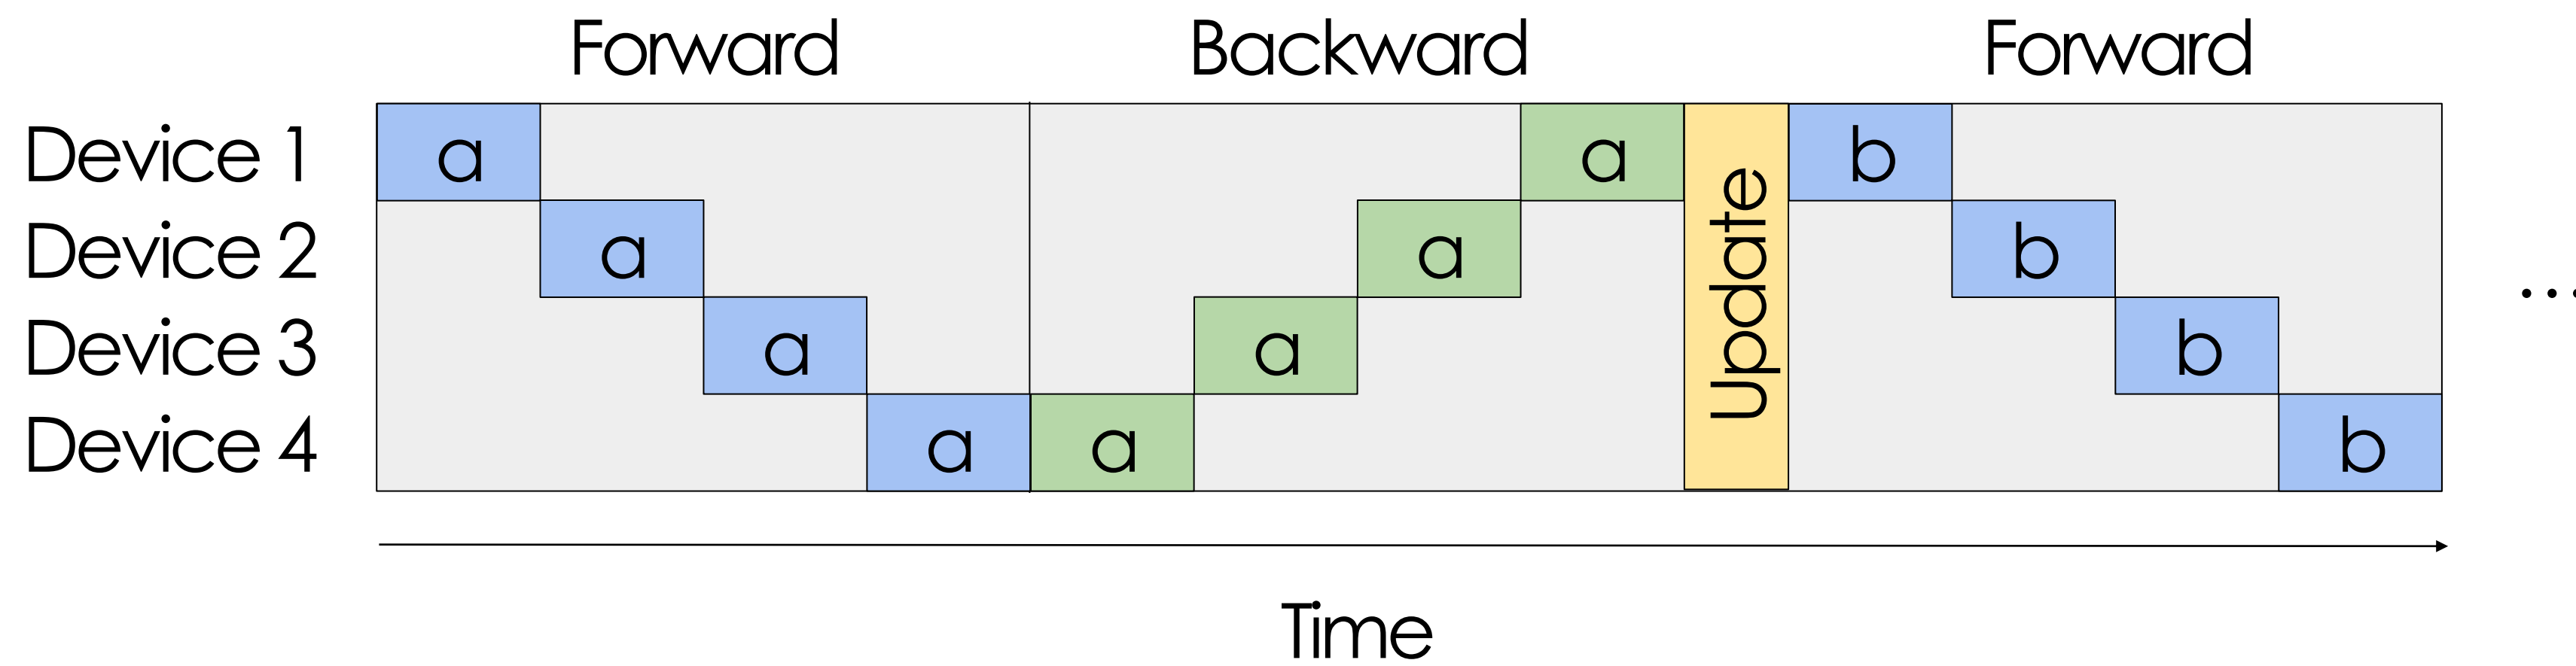 Forward Backward Forward
Device 1 a a b
Device 2 a a b
Device 3 a a b
Device 4 a a b
Update
...
Time